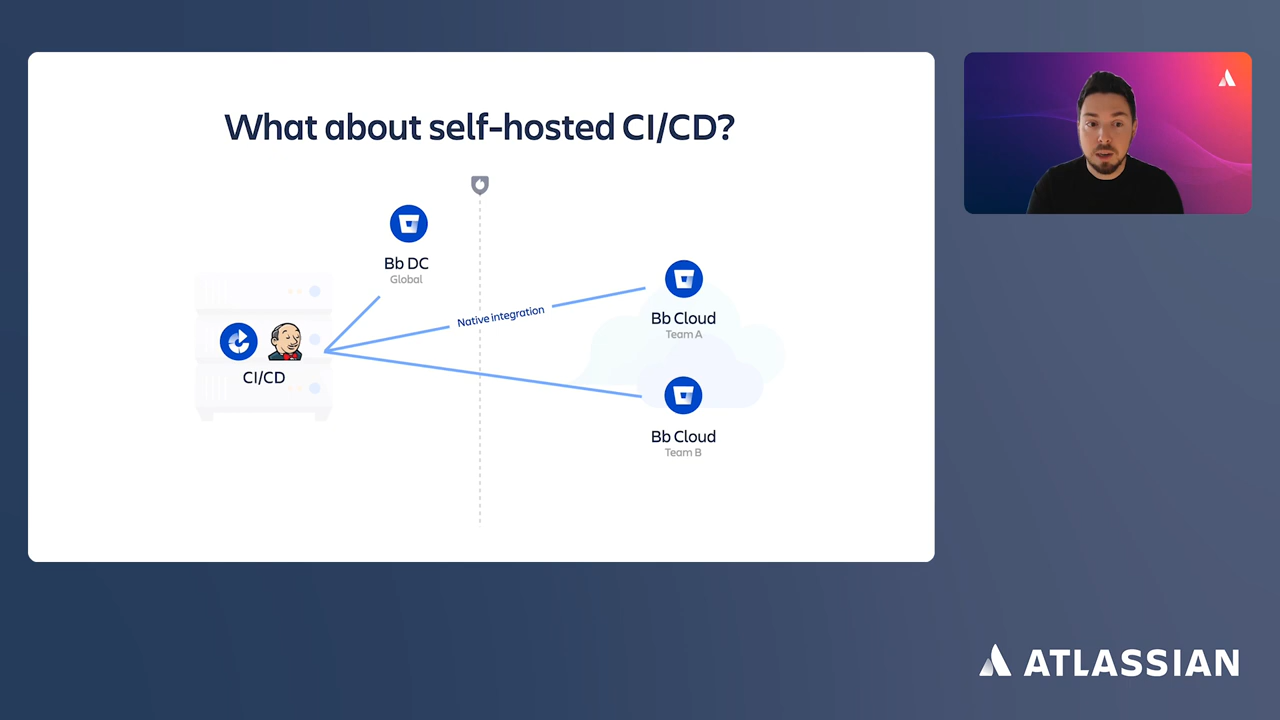 What about self-hosted CI/CD?
Bb DC
Global
Native integration
Bb Cloud
Team A
CI/CD
Bb Cloud
Team B
ATLASSIAN